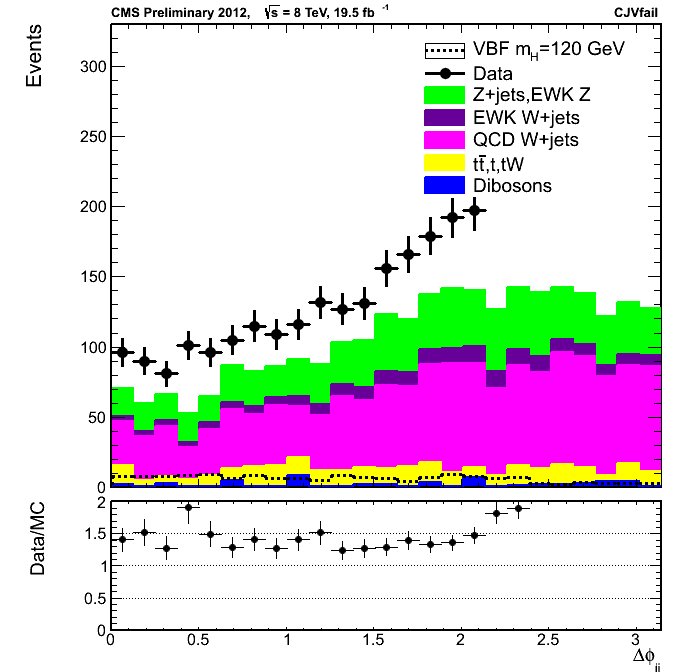 CMS Preliminary 2012, √s = 8 TeV, 19.5 fb⁻¹ CJVfail
Events
300
250
200
150
100
50
0
VBF m_H=120 GeV
Data
Z+jets,EWK Z
EWK W+jets
QCD W+jets
tt̄,t,tW
Dibosons
Data/MC
2
1.5
1
0.5
0
0 0.5 1 1.5 2 2.5 3
Δϕ_jj